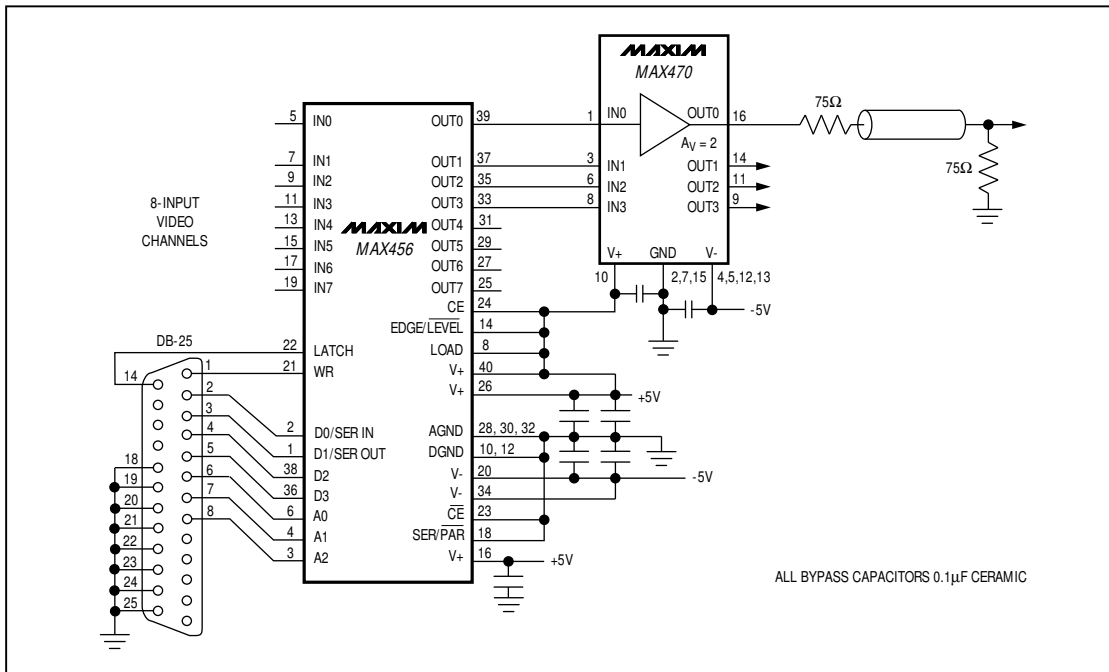 MAXIM
MAX470
1 IN0 OUT0 16
AV = 2
3 IN1 OUT1 14
6 IN2 OUT2 11
8 IN3 OUT3 9
V+ GND V-
10 2,7,15 4,5,12,13
-5V
75Ω
75Ω
8-INPUT
VIDEO
CHANNELS
MAXIM
MAX456
5 IN0 OUT0 39
7 IN1 OUT1 37
9 IN2 OUT2 35
11 IN3 OUT3 33
13 IN4 OUT4 31
15 IN5 OUT5 29
17 IN6 OUT6 27
19 IN7 OUT7 25
CE 24
EDGE/LEVEL 14
22 LATCH LOAD 8
21 WR V+ 40
V+ 26
+5V
2 D0/SER IN AGND 28, 30, 32
1 D1/SER OUT DGND 10, 12
38 D2 V- 20
-5V
36 D3 V- 34
6 A0 CE 23
4 A1 SER/PAR 18
3 A2 V+ 16
+5V
DB-25
14
1
2
3
4
5
6
7
8
18
19
20
21
22
23
24
25
ALL BYPASS CAPACITORS 0.1µF CERAMIC